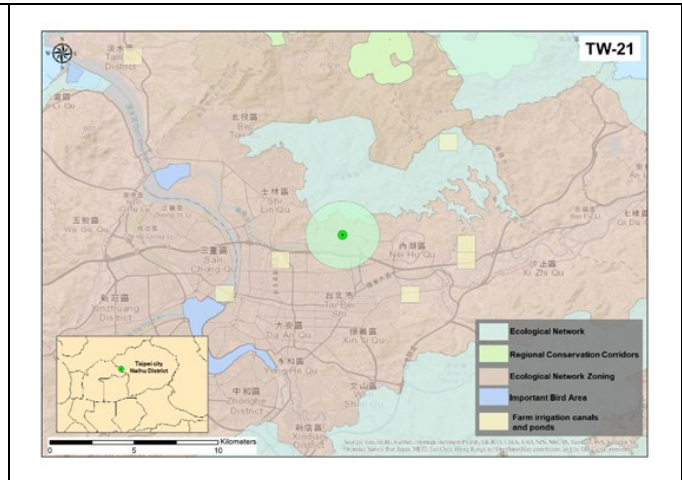 TW-21
N
淡水區
Tam
District
北投區
Bei
Tou
士林區
Shi
Lin Qu
五股區
Wu Gu Qu
三重區
San
Chong Qu
內湖區
Nei Hu Qu
汐止區
Xi Zhi Qu
七堵區
Qi Du
台北市
Tai Bei
Shi
新莊區
Xinzhuang
District
大安區
Da An Qu
信義區
Xin Yi Qu
永和區
Yong He Qu
中和區
Zhonghe
District
文山區
Wen
Shan Qu
新店區
Xindian
District
Taipei city
Neihu District
Ecological Network
Regional Conservation Corridors
Ecological Network Zoning
Important Bird Area
Farm irrigation canals
and ponds
Kilometers
0 5 10